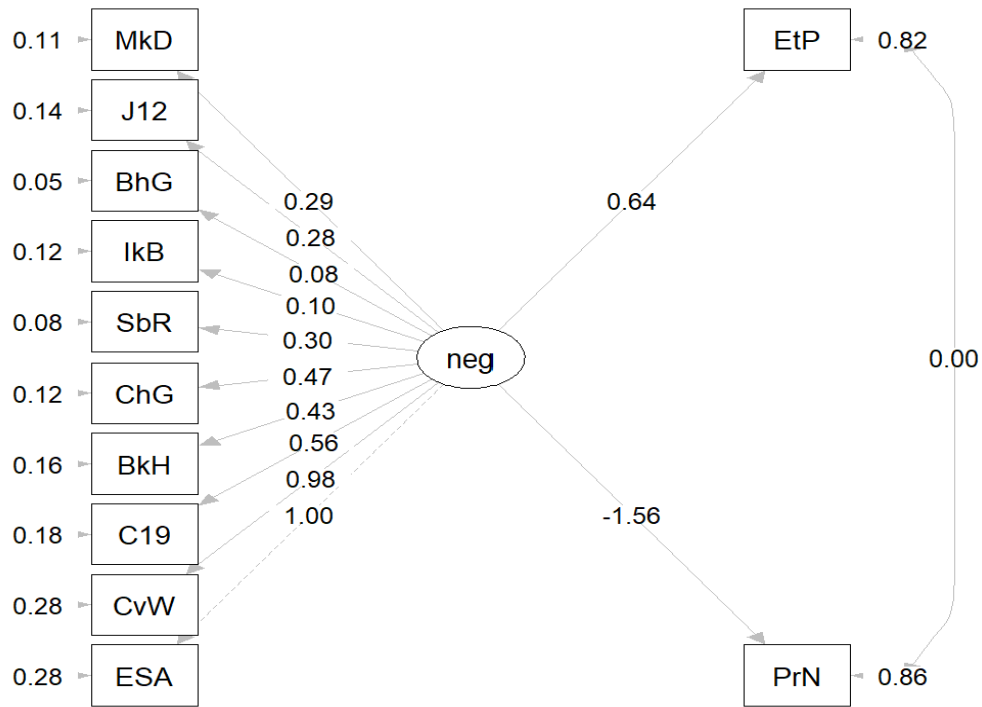 0.11 MkD EtP 0.82
0.14 J12
0.05 BhG 0.29 0.64
0.28
0.12 IkB 0.08
0.10
0.08 SbR 0.30
neg 0.00
0.12 ChG 0.47
0.43
0.16 BkH 0.56
0.98
0.18 C19 1.00 -1.56
0.28 CvW
0.28 ESA PrN 0.86